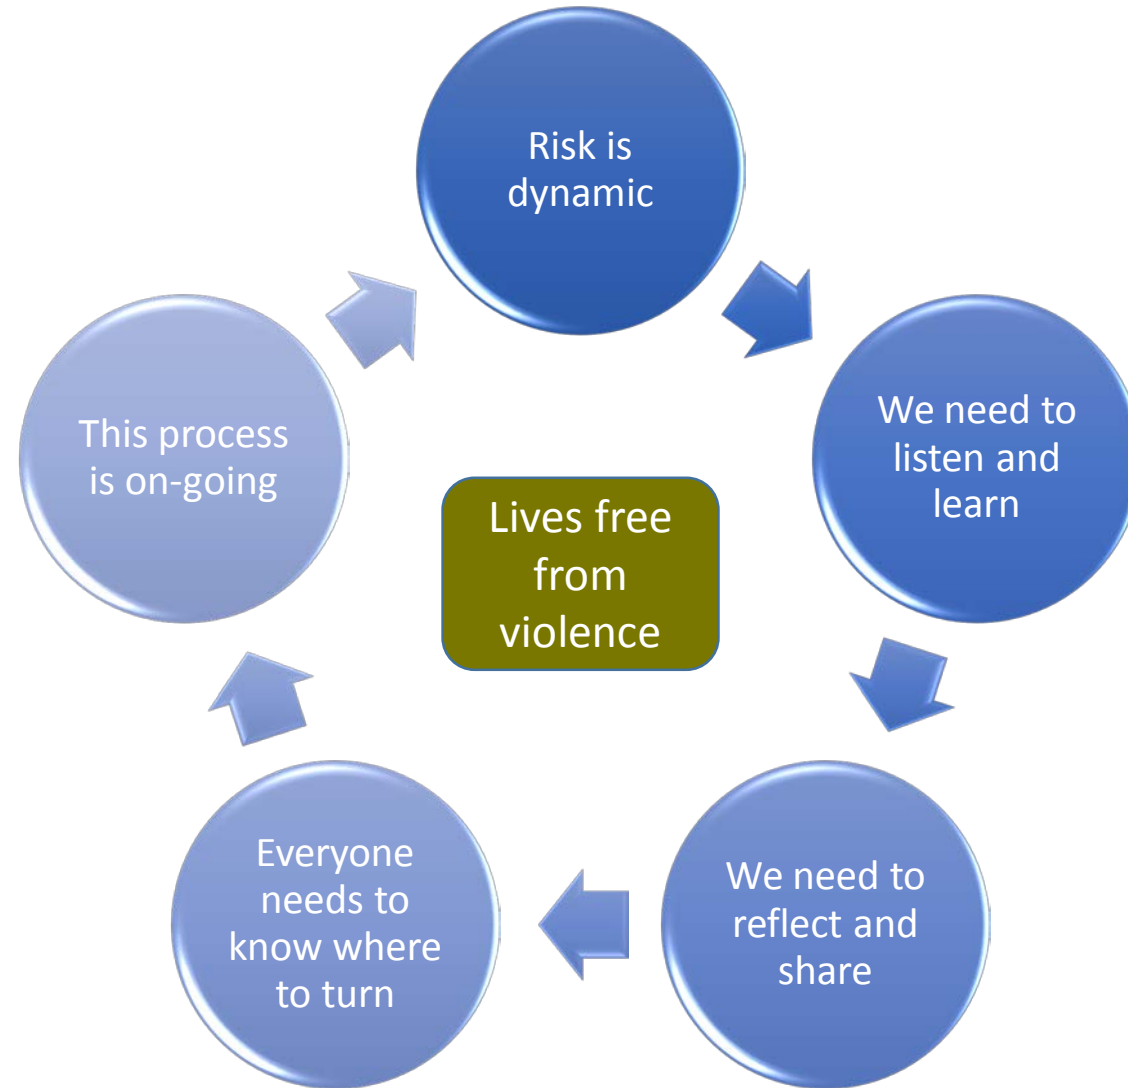 Risk is
dynamic
We need to
listen and
learn
We need to
reflect and
share
Everyone
needs to
know where
to turn
This process
is on-going
Lives free
from
violence